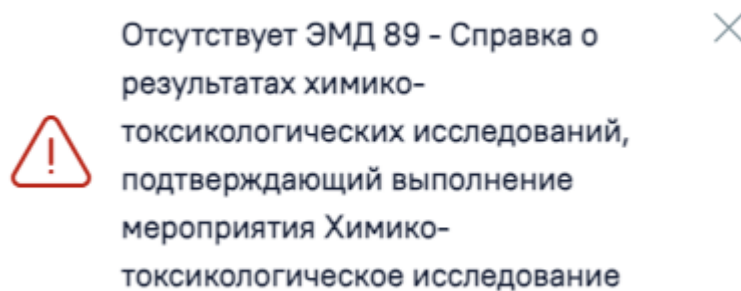 Отсутствует ЭМД 89 - Справка о
результатах химико-
токсикологических исследований,
подтверждающий выполнение
мероприятия Химико-
токсикологическое исследование